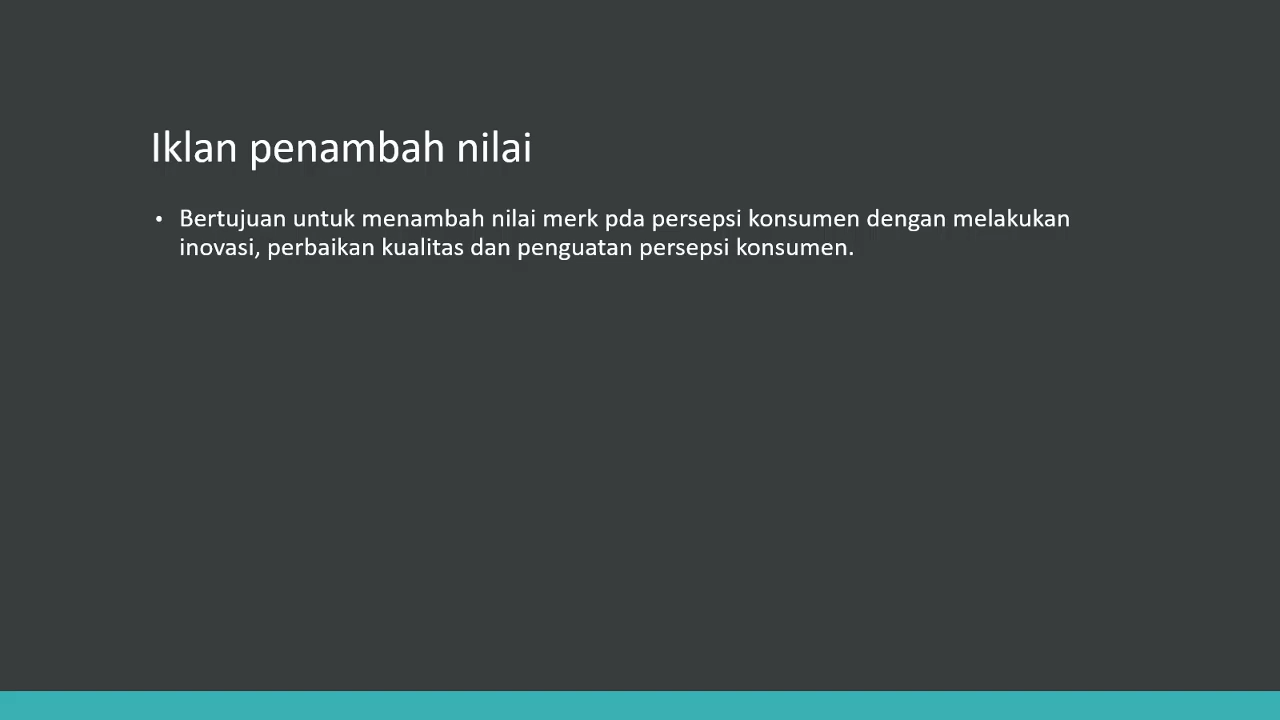 Iklan penambah nilai
• Bertujuan untuk menambah nilai merk pda persepsi konsumen dengan melakukan
inovasi, perbaikan kualitas dan penguatan persepsi konsumen.